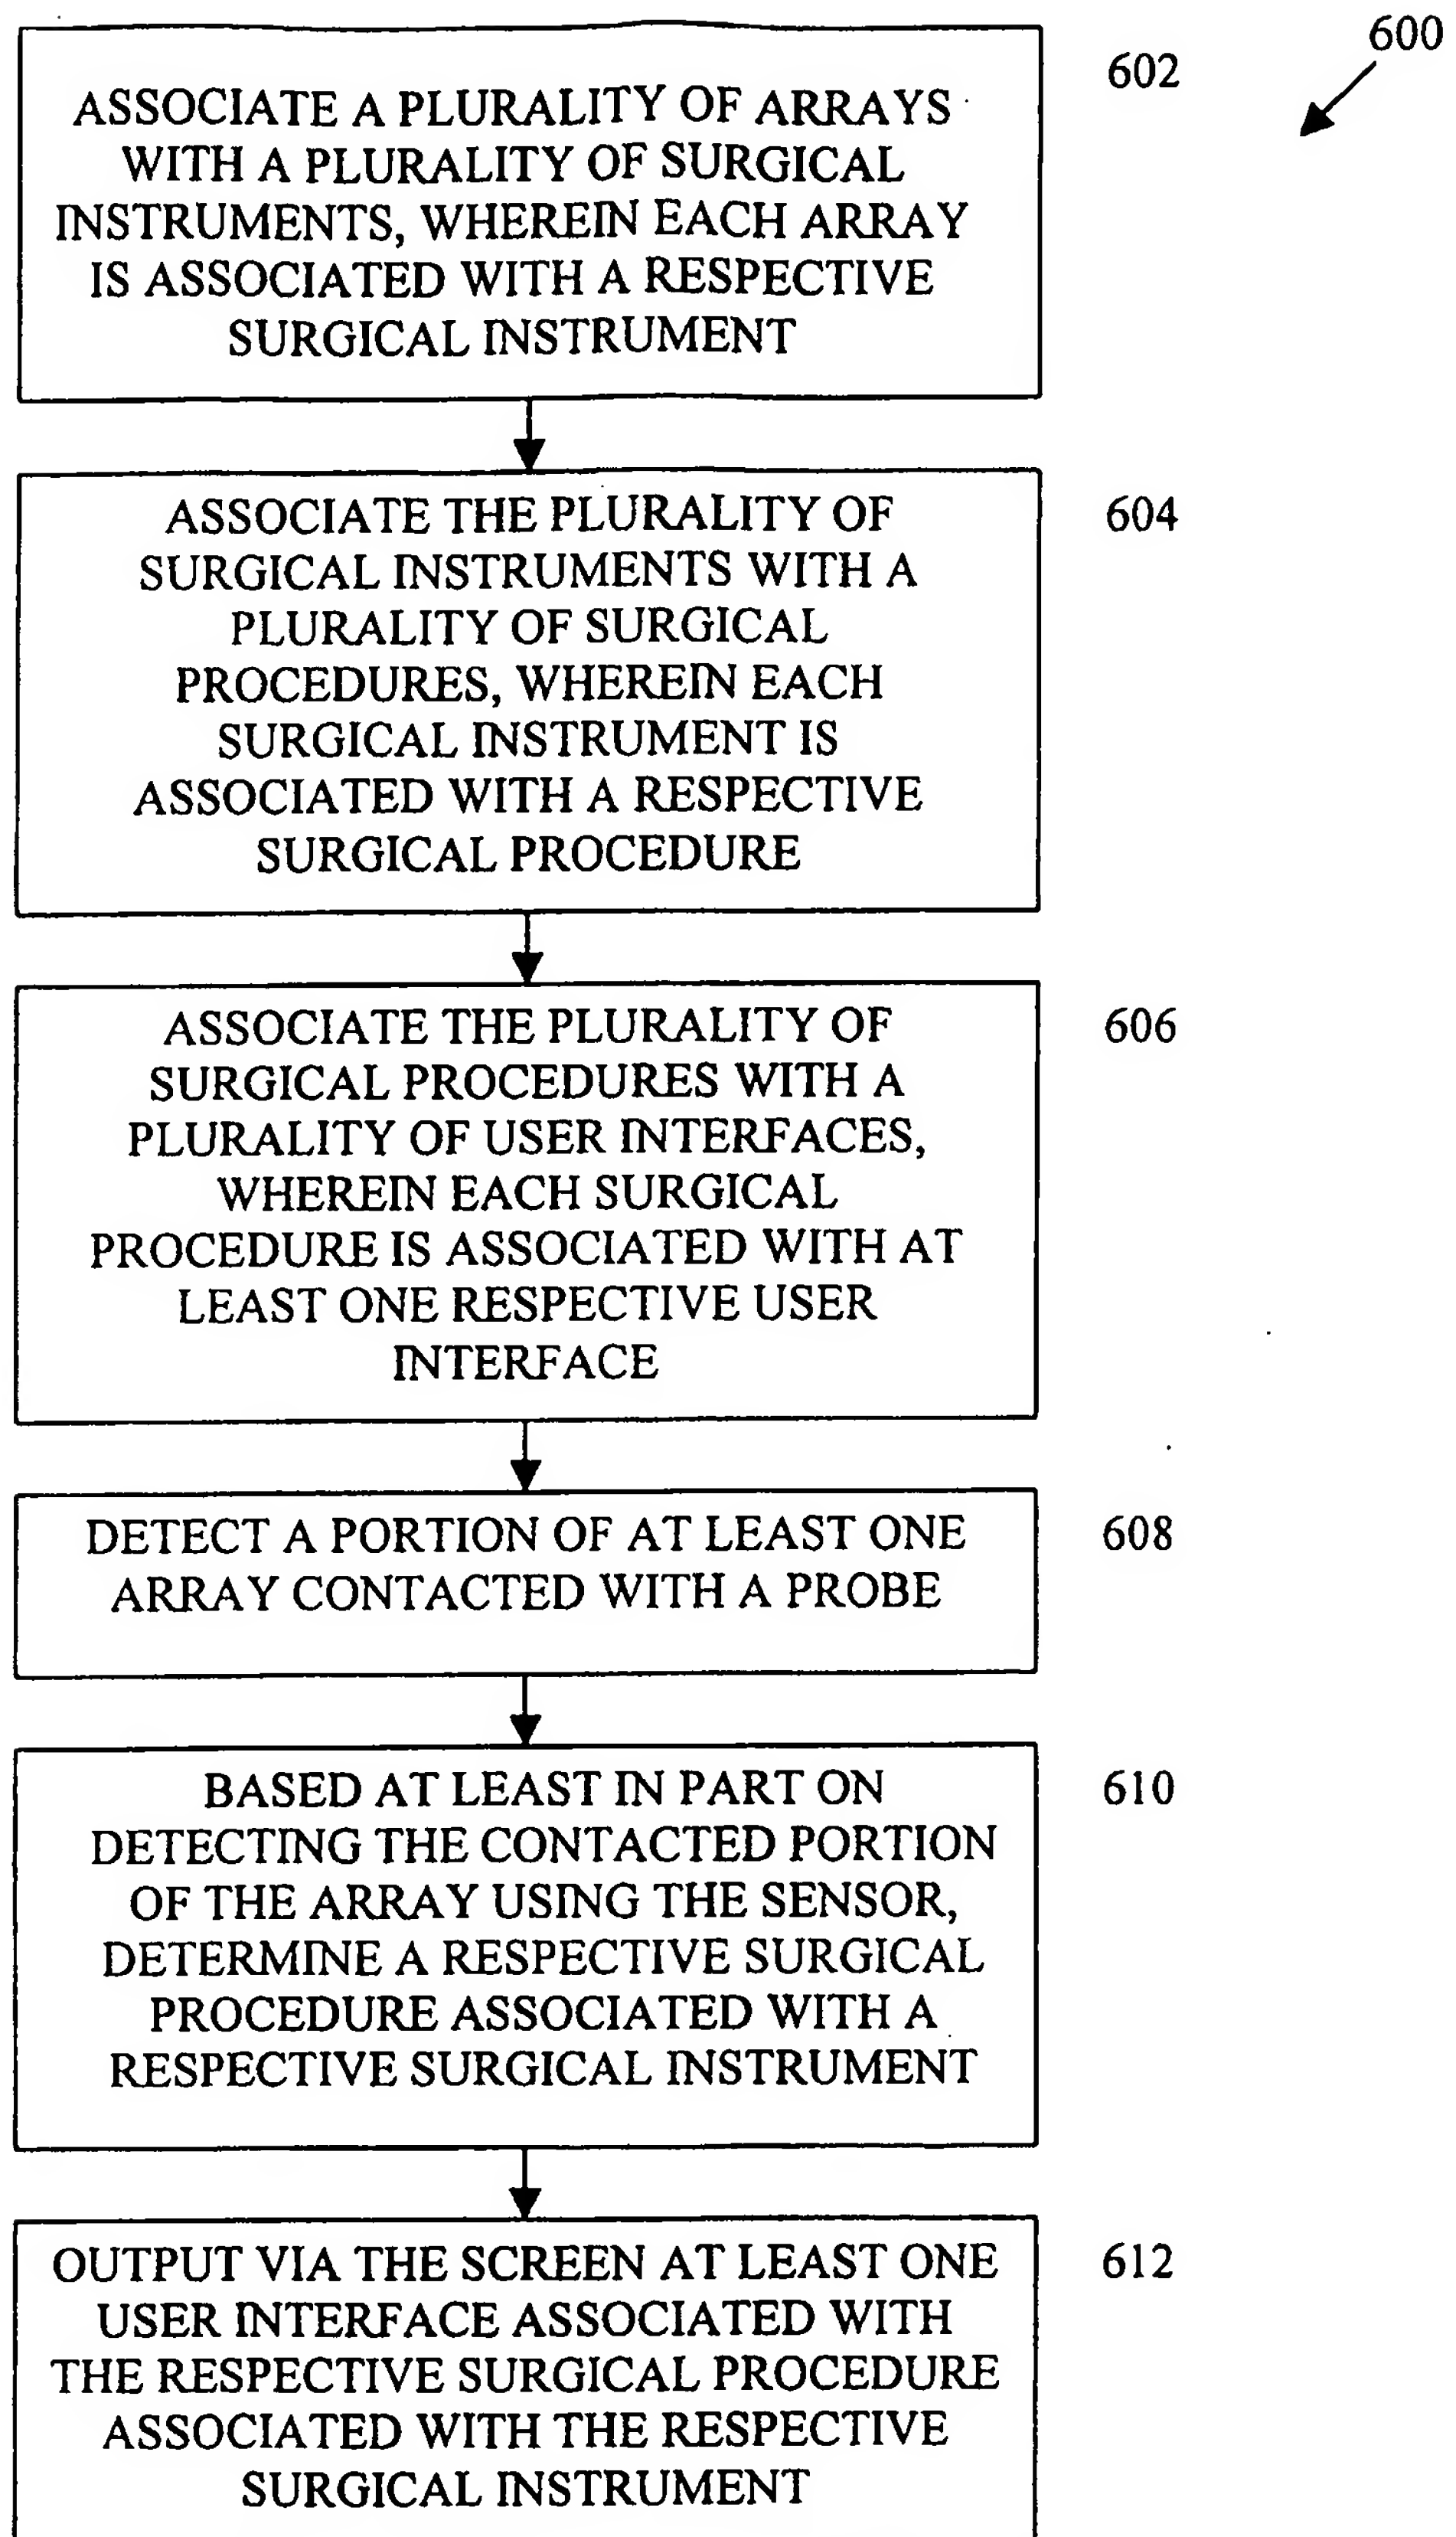 600
602
ASSOCIATE A PLURALITY OF ARRAYS
WITH A PLURALITY OF SURGICAL
INSTRUMENTS, WHEREIN EACH ARRAY
IS ASSOCIATED WITH A RESPECTIVE
SURGICAL INSTRUMENT
604
ASSOCIATE THE PLURALITY OF
SURGICAL INSTRUMENTS WITH A
PLURALITY OF SURGICAL
PROCEDURES, WHEREIN EACH
SURGICAL INSTRUMENT IS
ASSOCIATED WITH A RESPECTIVE
SURGICAL PROCEDURE
606
ASSOCIATE THE PLURALITY OF
SURGICAL PROCEDURES WITH A
PLURALITY OF USER INTERFACES,
WHEREIN EACH SURGICAL
PROCEDURE IS ASSOCIATED WITH AT
LEAST ONE RESPECTIVE USER
INTERFACE
608
DETECT A PORTION OF AT LEAST ONE
ARRAY CONTACTED WITH A PROBE
610
BASED AT LEAST IN PART ON
DETECTING THE CONTACTED PORTION
OF THE ARRAY USING THE SENSOR,
DETERMINE A RESPECTIVE SURGICAL
PROCEDURE ASSOCIATED WITH A
RESPECTIVE SURGICAL INSTRUMENT
612
OUTPUT VIA THE SCREEN AT LEAST ONE
USER INTERFACE ASSOCIATED WITH
THE RESPECTIVE SURGICAL PROCEDURE
ASSOCIATED WITH THE RESPECTIVE
SURGICAL INSTRUMENT